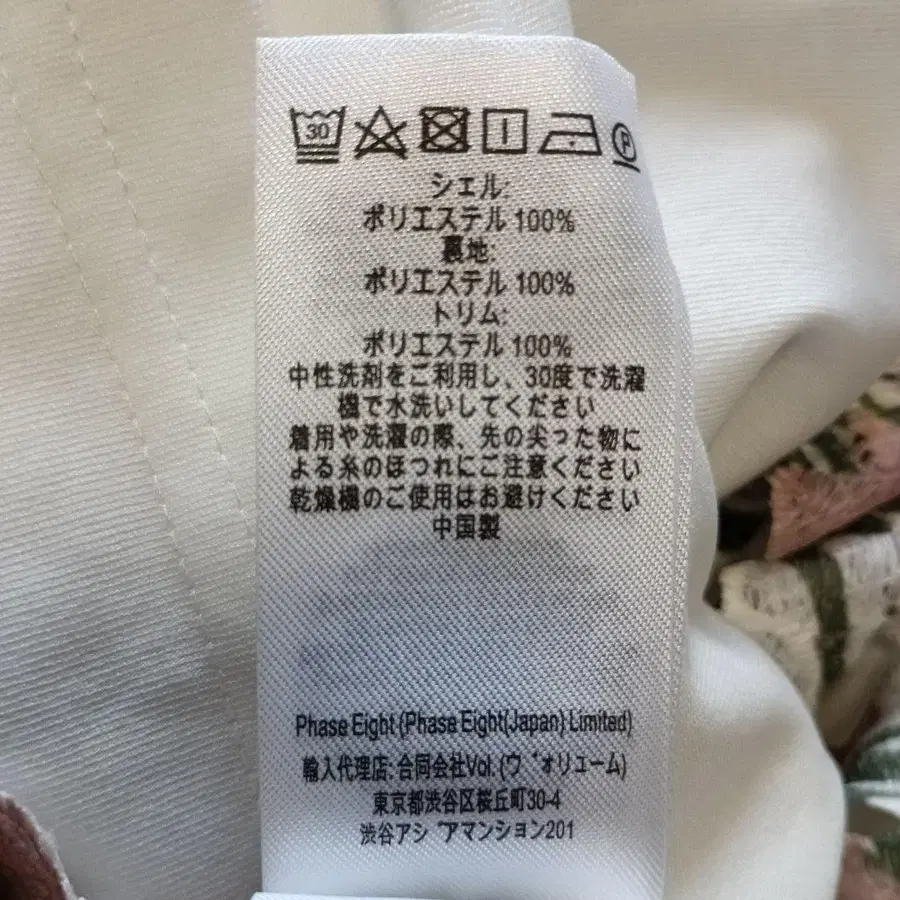 30
P
シェル:
ポリエステル 100%
裏地:
ポリエステル 100%
トリム:
ポリエステル 100%
中性洗剤をご利用し、30度で洗濯
機で水洗いしてください
着用や洗濯の際、先の尖った物に
よる糸のほつれにご注意ください
乾燥機のご使用はお避けください
中国製
Phase Eight (Phase Eight(Japan) Limited)
輸入代理店: 合同会社Vol. (ウ゛ォリューム)
東京都渋谷区桜丘町30-4
渋谷アシ゛アマンション201